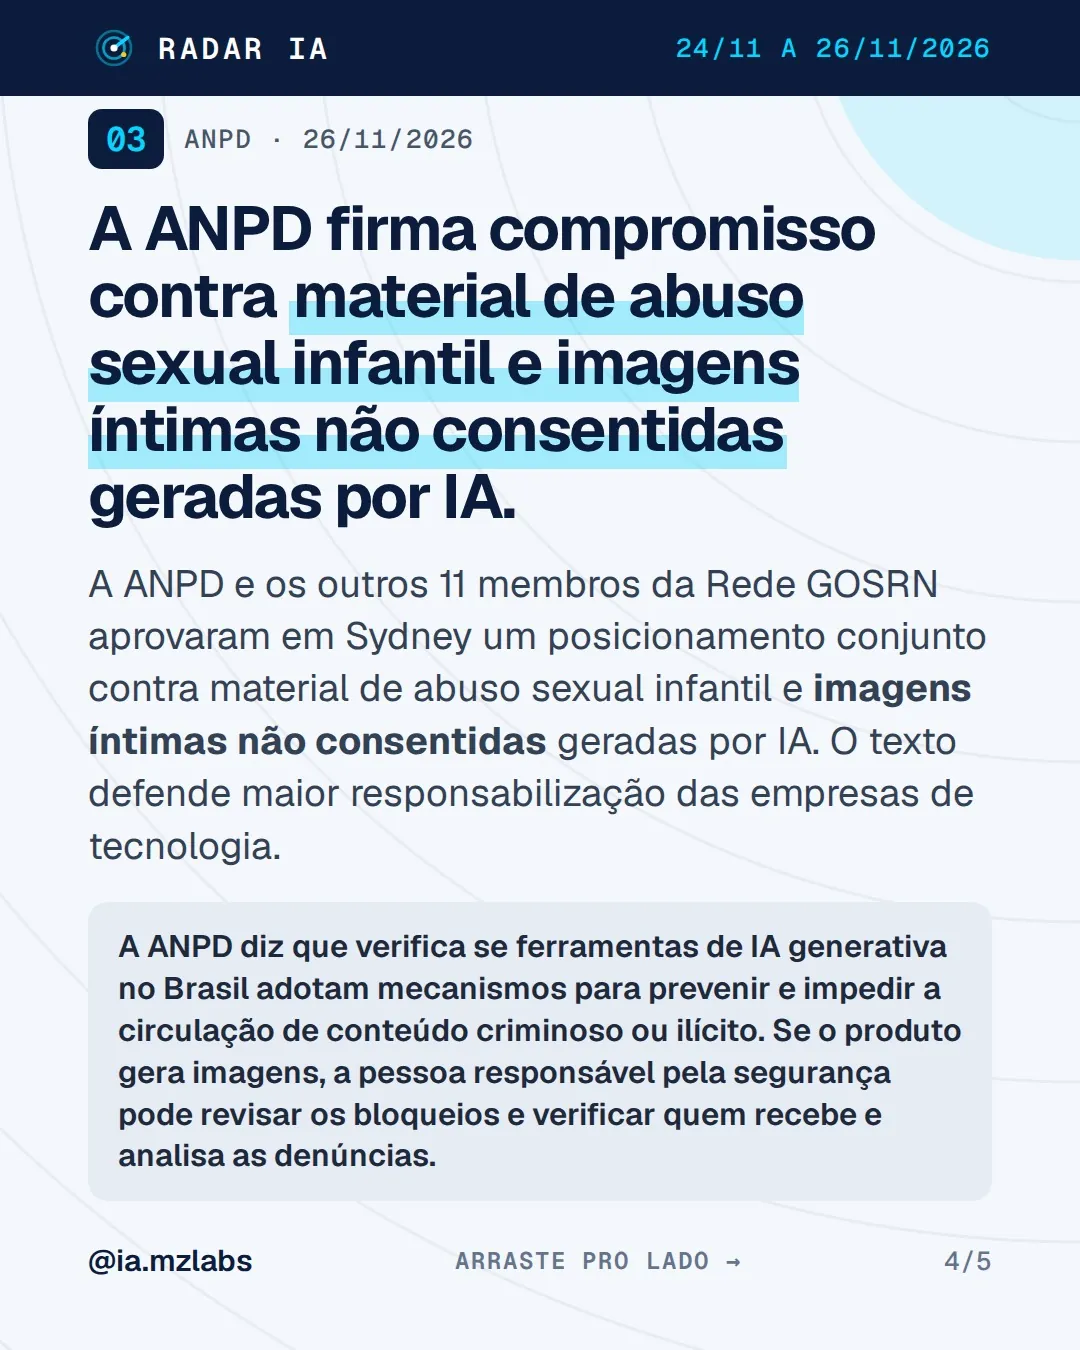 RADAR IA
24/11 A 26/11/2026
03
ANPD · 26/11/2026
A ANPD firma compromisso
contra material de abuso
sexual infantil e imagens
íntimas não consentidas
geradas por IA.
A ANPD e os outros 11 membros da Rede GOSRN
aprovaram em Sydney um posicionamento conjunto
contra material de abuso sexual infantil e imagens
íntimas não consentidas geradas por IA. O texto
defende maior responsabilização das empresas de
tecnologia.
A ANPD diz que verifica se ferramentas de IA generativa
no Brasil adotam mecanismos para prevenir e impedir a
circulação de conteúdo criminoso ou ilícito. Se o produto
gera imagens, a pessoa responsável pela segurança
pode revisar os bloqueios e verificar quem recebe e
analisa as denúncias.
@ia.mzlabs
ARRASTE PRO LADO →
4/5